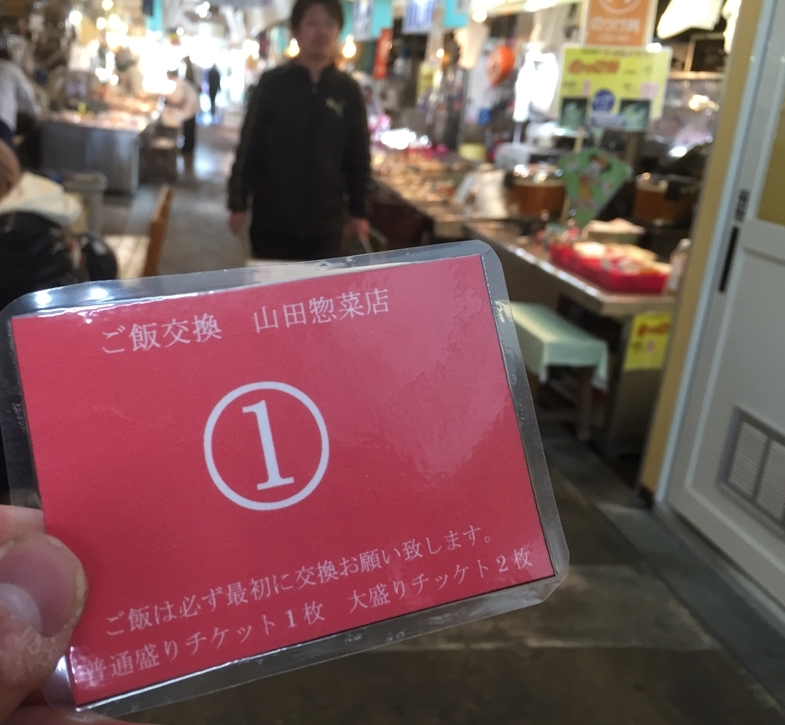 ご飯交換　山田惣菜店
①
ご飯は必ず最初に交換お願い致します。
普通盛りチケット１枚　大盛りチッケト２枚